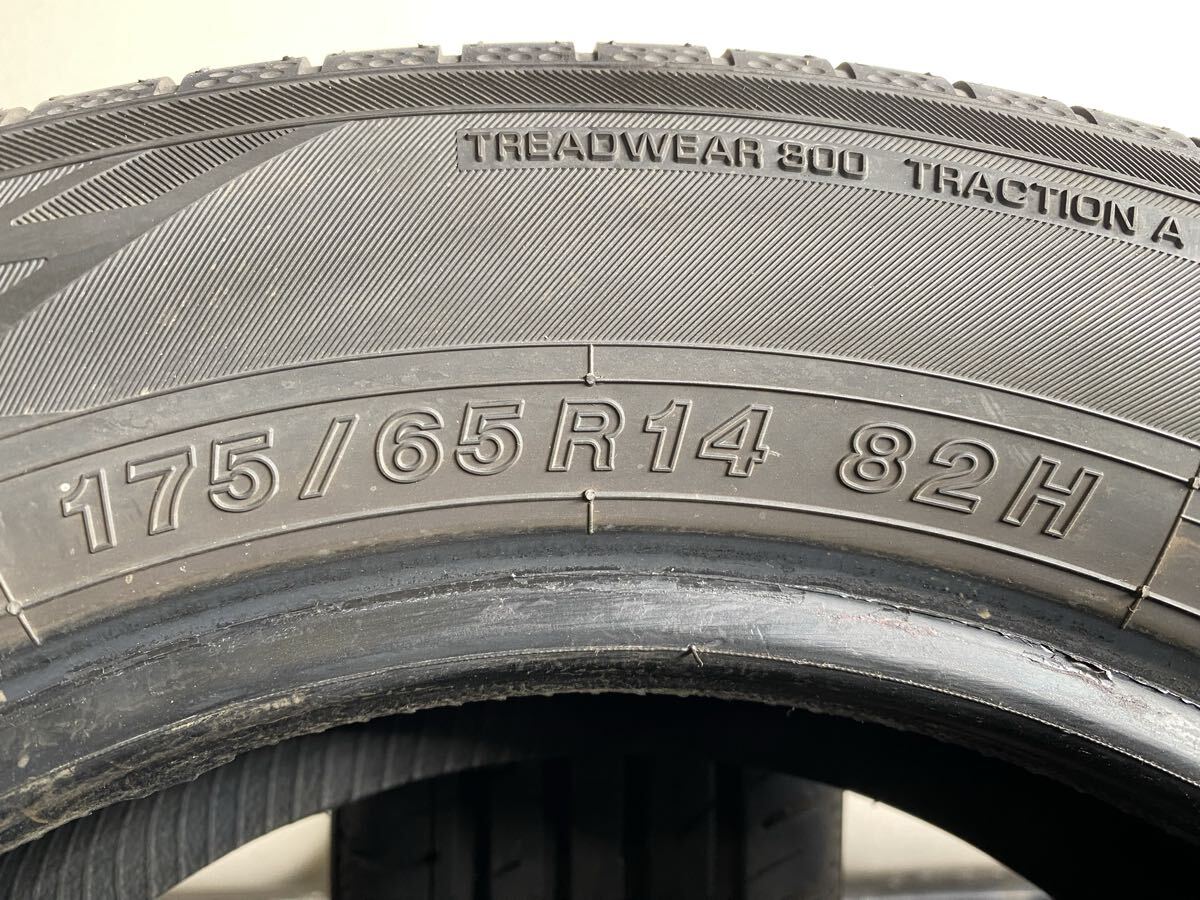 TREADWEAR 800 TRACTION A
175/65R14 82H